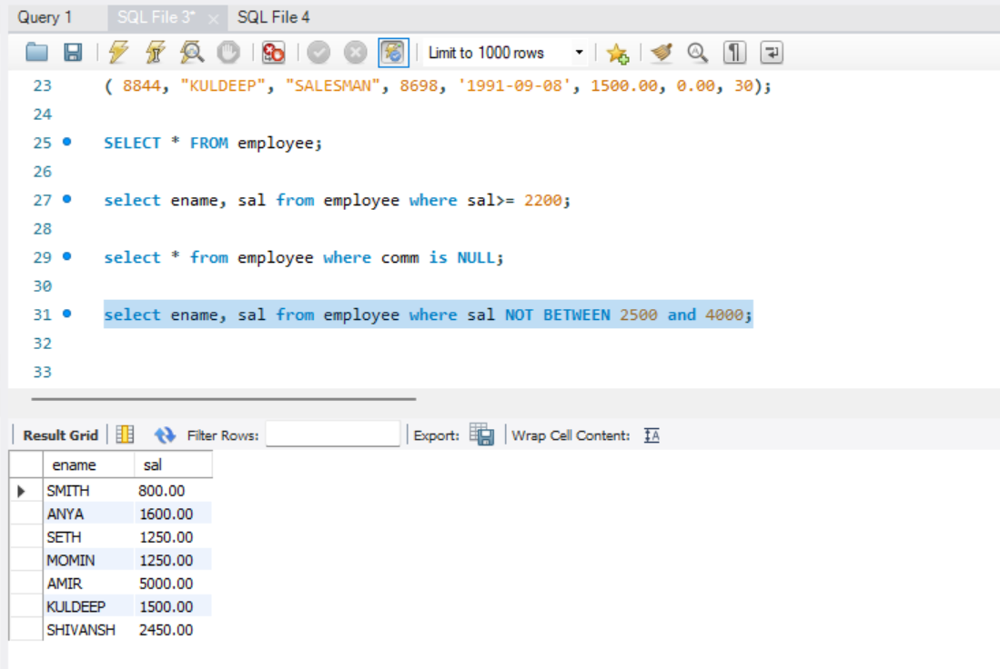 Query 1 SQL File 3* × SQL File 4
Limit to 1000 rows
23 ( 8844, "KULDEEP", "SALESMAN", 8698, '1991-09-08', 1500.00, 0.00, 30);
24
25 SELECT * FROM employee;
26
27 select ename, sal from employee where sal>= 2200;
28
29 select * from employee where comm is NULL;
30
31 select ename, sal from employee where sal NOT BETWEEN 2500 and 4000;
32
33
Result Grid Filter Rows: Export: Wrap Cell Content: IA
ename sal
SMITH 800.00
ANYA 1600.00
SETH 1250.00
MOMIN 1250.00
AMIR 5000.00
KULDEEP 1500.00
SHIVANSH 2450.00